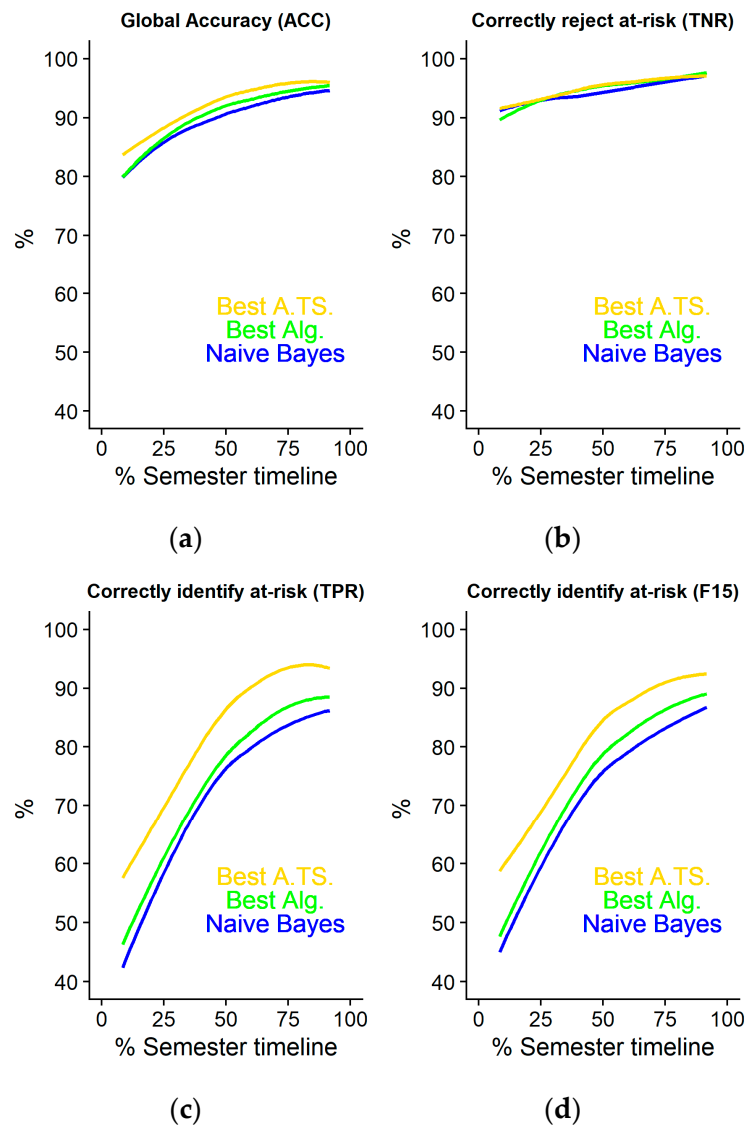 Global Accuracy (ACC)
100
90
80
70
60
50
40
%
Best A.TS.
Best Alg.
Naive Bayes
0 25 50 75 100
% Semester timeline
(a)
Correctly reject at-risk (TNR)
100
90
80
70
60
50
40
%
Best A.TS.
Best Alg.
Naive Bayes
0 25 50 75 100
% Semester timeline
(b)
Correctly identify at-risk (TPR)
100
90
80
70
60
50
40
%
Best A.TS.
Best Alg.
Naive Bayes
0 25 50 75 100
% Semester timeline
(c)
Correctly identify at-risk (F15)
100
90
80
70
60
50
40
%
Best A.TS.
Best Alg.
Naive Bayes
0 25 50 75 100
% Semester timeline
(d)